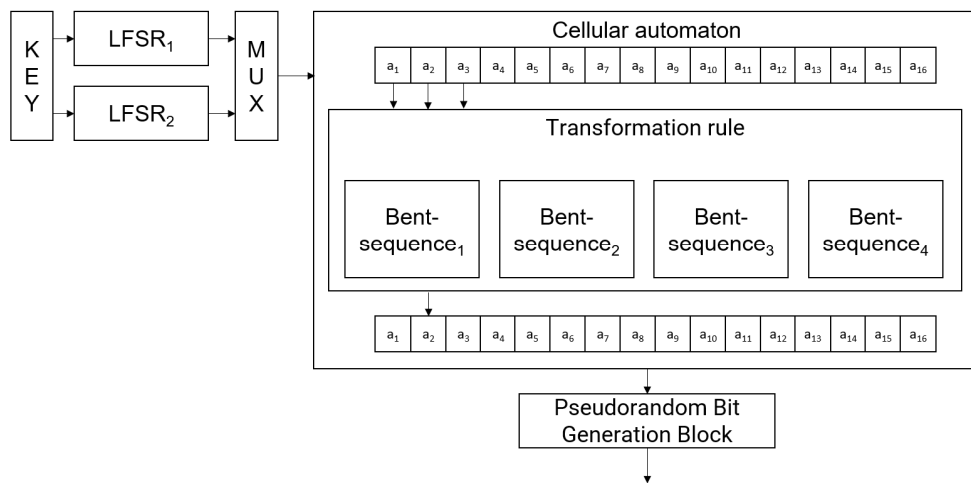 KEY
LFSR₁
LFSR₂
MUX
Cellular automaton
a₁ a₂ a₃ a₄ a₅ a₆ a₇ a₈ a₉ a₁₀ a₁₁ a₁₂ a₁₃ a₁₄ a₁₅ a₁₆
Transformation rule
Bent-
sequence₁
Bent-
sequence₂
Bent-
sequence₃
Bent-
sequence₄
a₁ a₂ a₃ a₄ a₅ a₆ a₇ a₈ a₉ a₁₀ a₁₁ a₁₂ a₁₃ a₁₄ a₁₅ a₁₆
Pseudorandom Bit
Generation Block